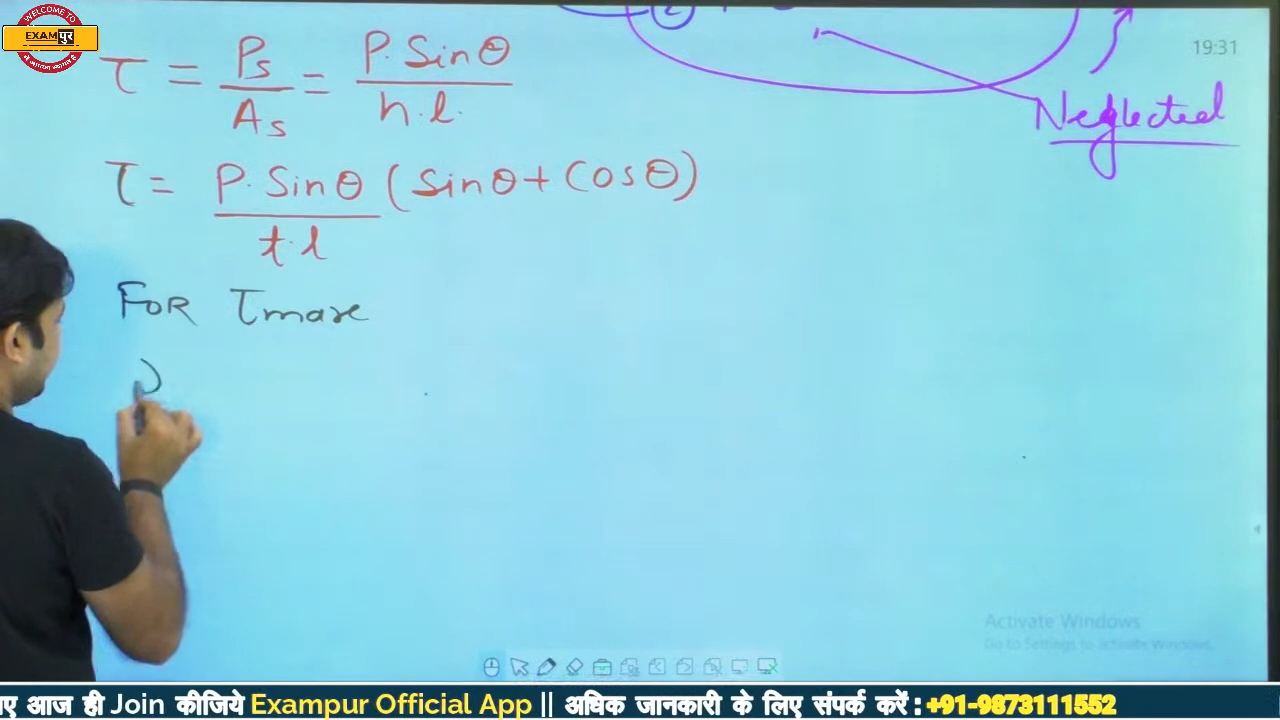 WELCOME TO
EXAMपुर
19:31
τ = Ps/As = P·Sinθ/h·l·
Neglected
τ = P·Sinθ/t·l (Sinθ + Cosθ)
FOR τmax
Activate Windows
Go to Settings to activate Windows.
ए आज ही Join कीजिये Exampur Official App || अधिक जानकारी के लिए संपर्क करें : +91-9873111552